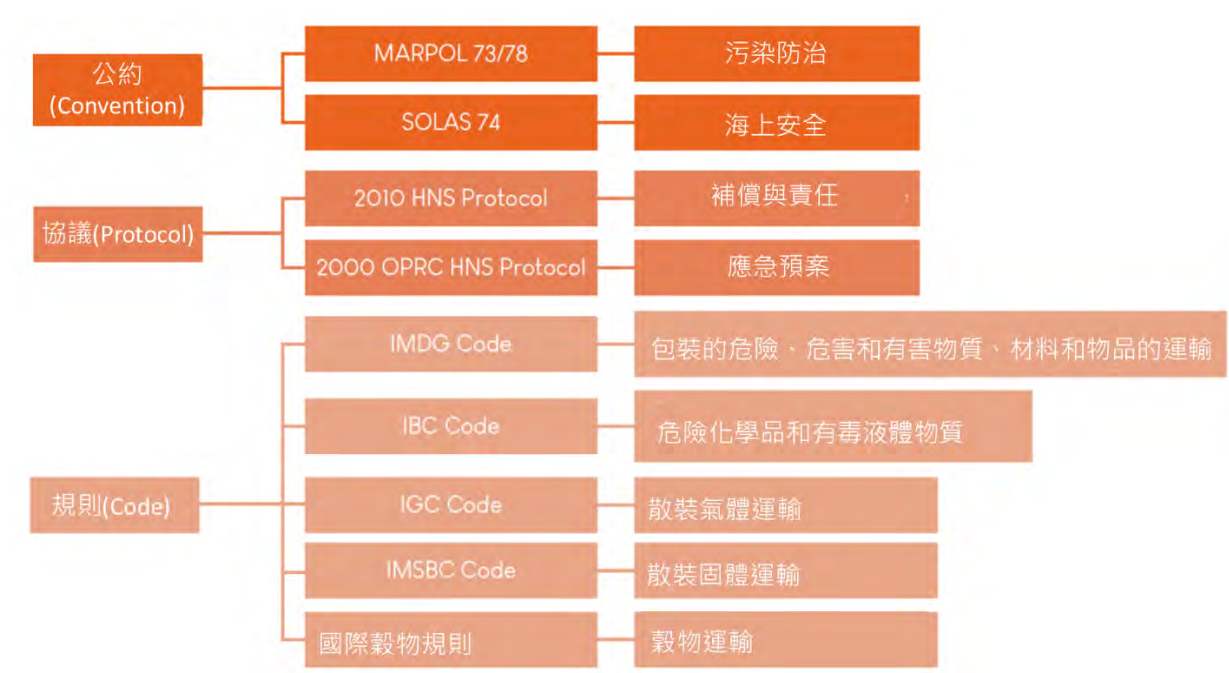 公約
(Convention)
MARPOL 73/78
污染防治
SOLAS 74
海上安全
協議(Protocol)
2010 HNS Protocol
補償與責任
2000 OPRC HNS Protocol
應急預案
規則(Code)
IMDG Code
包裝的危險、危害和有害物質、材料和物品的運輸
IBC Code
危險化學品和有毒液體物質
IGC Code
散裝氣體運輸
IMSBC Code
散裝固體運輸
國際穀物規則
穀物運輸